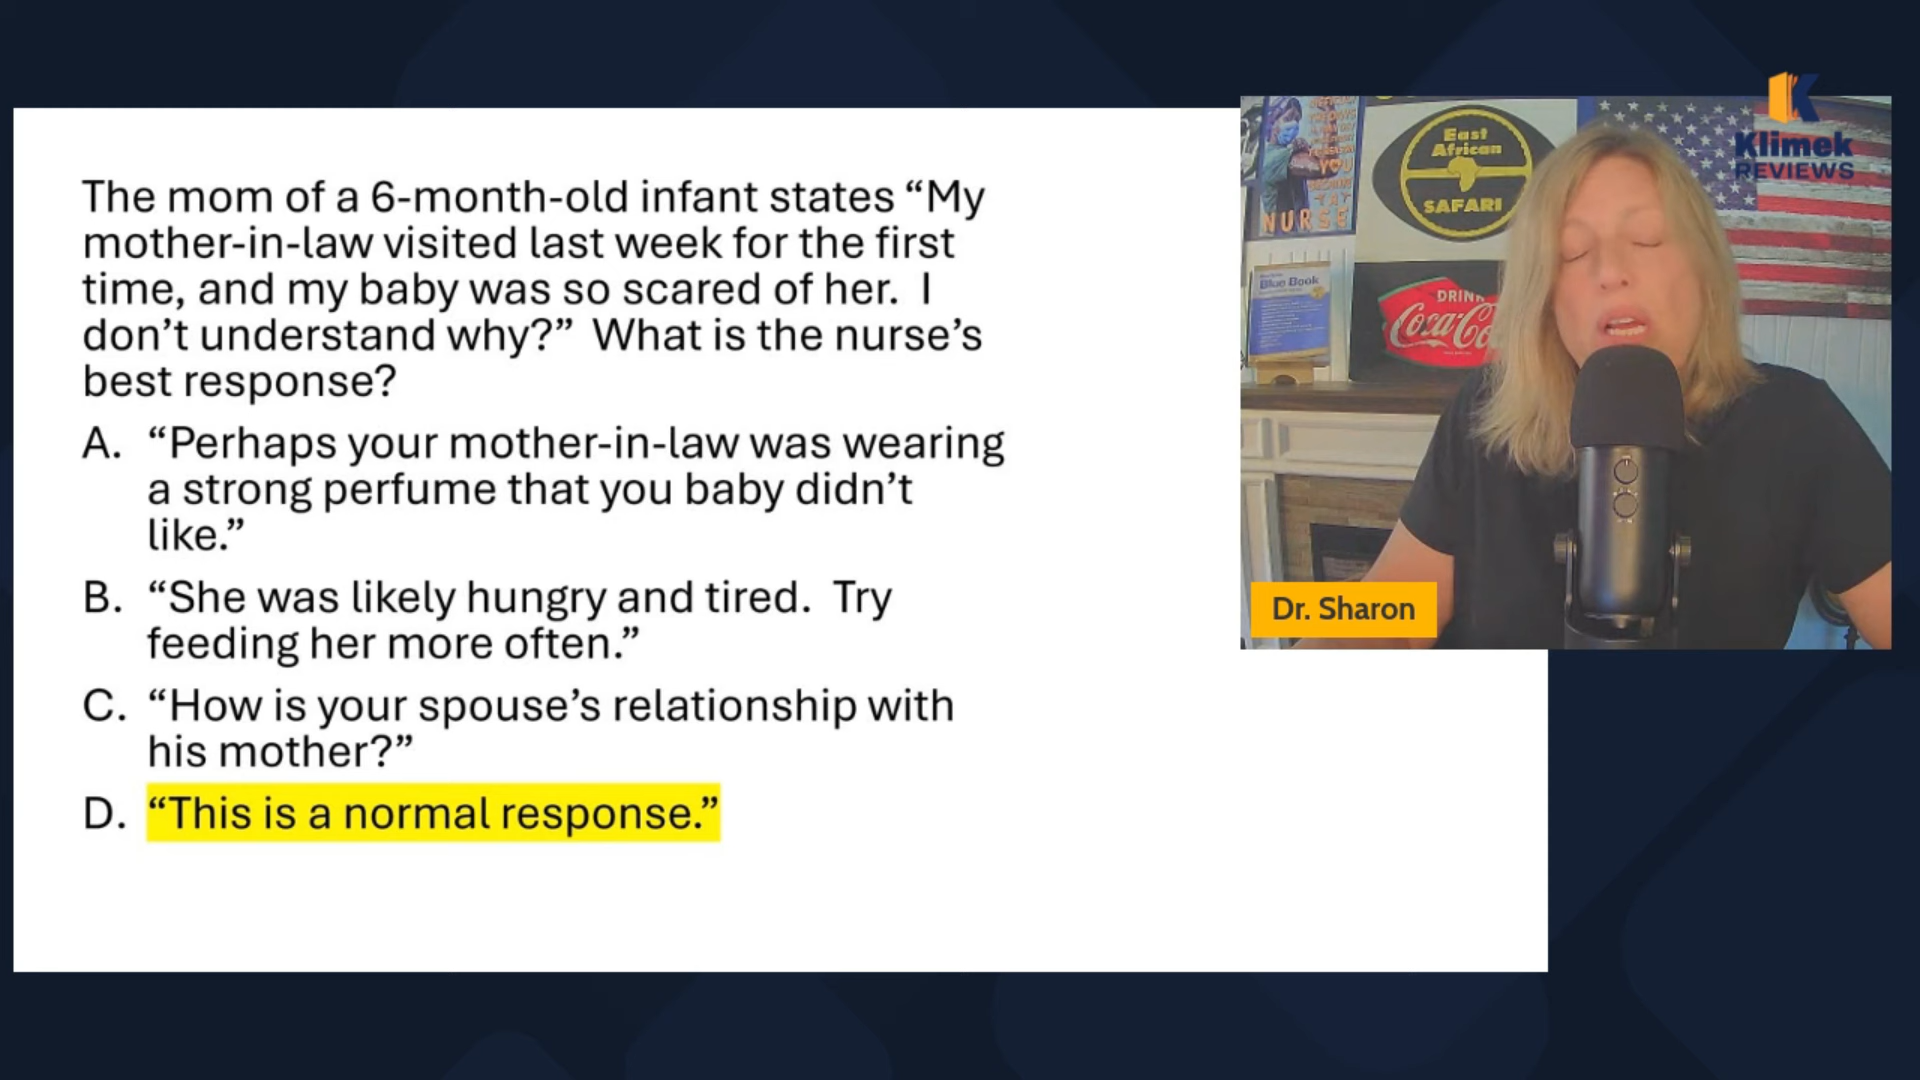 The mom of a 6-month-old infant states “My
mother-in-law visited last week for the first
time, and my baby was so scared of her.  I
don’t understand why?”  What is the nurse’s
best response?
A. “Perhaps your mother-in-law was wearing
a strong perfume that you baby didn’t
like.”
B. “She was likely hungry and tired.  Try
feeding her more often.”
C. “How is your spouse’s relationship with
his mother?”
D. “This is a normal response.”
YOU
NURSE
East
African
SAFARI
Blue Book
DRINK
Coca-Co
Klimek
REVIEWS
Dr. Sharon